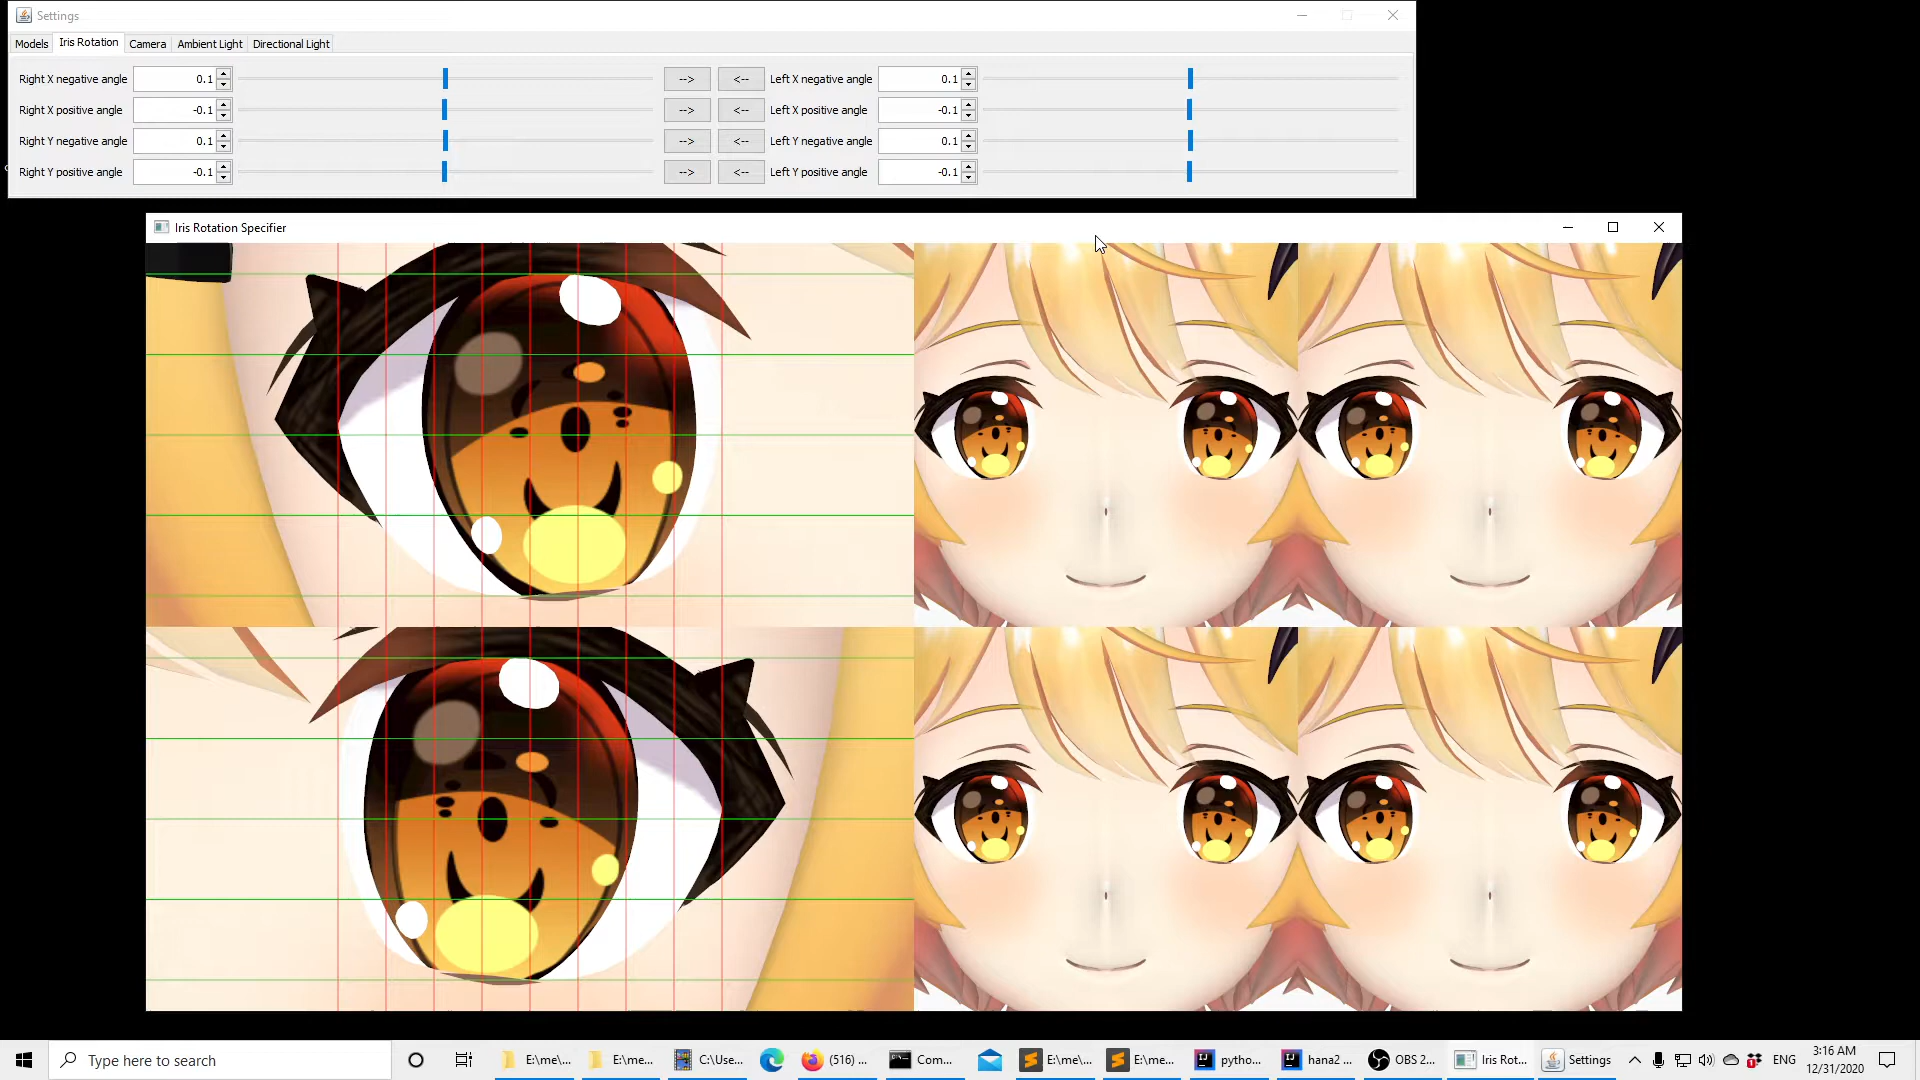 Settings
Models Iris Rotation Camera Ambient Light Directional Light
Right X negative angle 0.1 --> <-- Left X negative angle 0.1
Right X positive angle -0.1 --> <-- Left X positive angle -0.1
Right Y negative angle 0.1 --> <-- Left Y negative angle 0.1
Right Y positive angle -0.1 --> <-- Left Y positive angle -0.1
Iris Rotation Specifier
Type here to search E:\me\... E:\me... C:\Use... (516) ... Com... E:\me\... E:\me... pytho... hana2 ... OBS 2... Iris Rot... Settings ENG 3:16 AM
12/31/2020